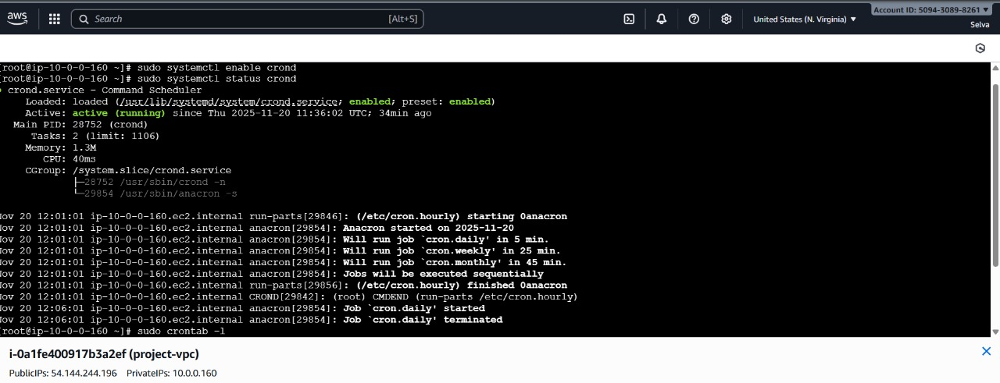 aws Search [Alt+S] United States (N. Virginia) ▼ Account ID: 5094-3089-8261 ▼
Selva
[root@ip-10-0-0-160 ~]# sudo systemctl enable crond
[root@ip-10-0-0-160 ~]# sudo systemctl status crond
● crond.service - Command Scheduler
Loaded: loaded (/usr/lib/systemd/system/crond.service; enabled; preset: enabled)
Active: active (running) since Thu 2025-11-20 11:36:02 UTC; 34min ago
Main PID: 28752 (crond)
Tasks: 2 (limit: 1106)
Memory: 1.3M
CPU: 40ms
CGroup: /system.slice/crond.service
├─28752 /usr/sbin/crond -n
└─29854 /usr/sbin/anacron -s
Nov 20 12:01:01 ip-10-0-0-160.ec2.internal run-parts[29846]: (/etc/cron.hourly) starting 0anacron
Nov 20 12:01:01 ip-10-0-0-160.ec2.internal anacron[29854]: Anacron started on 2025-11-20
Nov 20 12:01:01 ip-10-0-0-160.ec2.internal anacron[29854]: Will run job `cron.daily' in 5 min.
Nov 20 12:01:01 ip-10-0-0-160.ec2.internal anacron[29854]: Will run job `cron.weekly' in 25 min.
Nov 20 12:01:01 ip-10-0-0-160.ec2.internal anacron[29854]: Will run job `cron.monthly' in 45 min.
Nov 20 12:01:01 ip-10-0-0-160.ec2.internal anacron[29854]: Jobs will be executed sequentially
Nov 20 12:01:01 ip-10-0-0-160.ec2.internal run-parts[29856]: (/etc/cron.hourly) finished 0anacron
Nov 20 12:01:01 ip-10-0-0-160.ec2.internal CROND[29842]: (root) CMDEND (run-parts /etc/cron.hourly)
Nov 20 12:06:01 ip-10-0-0-160.ec2.internal anacron[29854]: Job `cron.daily' started
Nov 20 12:06:01 ip-10-0-0-160.ec2.internal anacron[29854]: Job `cron.daily' terminated
[root@ip-10-0-0-160 ~]# sudo crontab -l
i-0a1fe400917b3a2ef (project-vpc)
PublicIPs: 54.144.244.196 PrivateIPs: 10.0.0.160